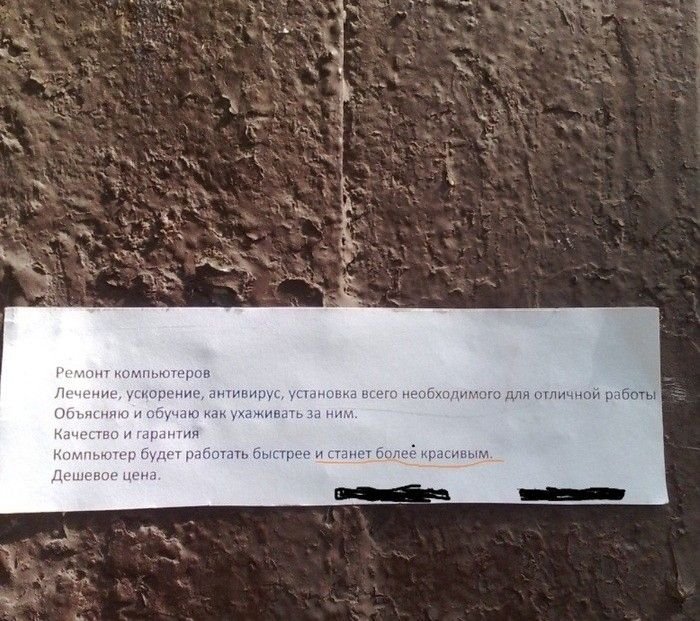 Ремонт компьютеров
Лечение, ускорение, антивирус, установка всего необходимого для отличной работы
Объясняю и обучаю как ухаживать за ним.
Качество и гарантия
Компьютер будет работать быстрее и станет более красивым.
Дешевое цена.